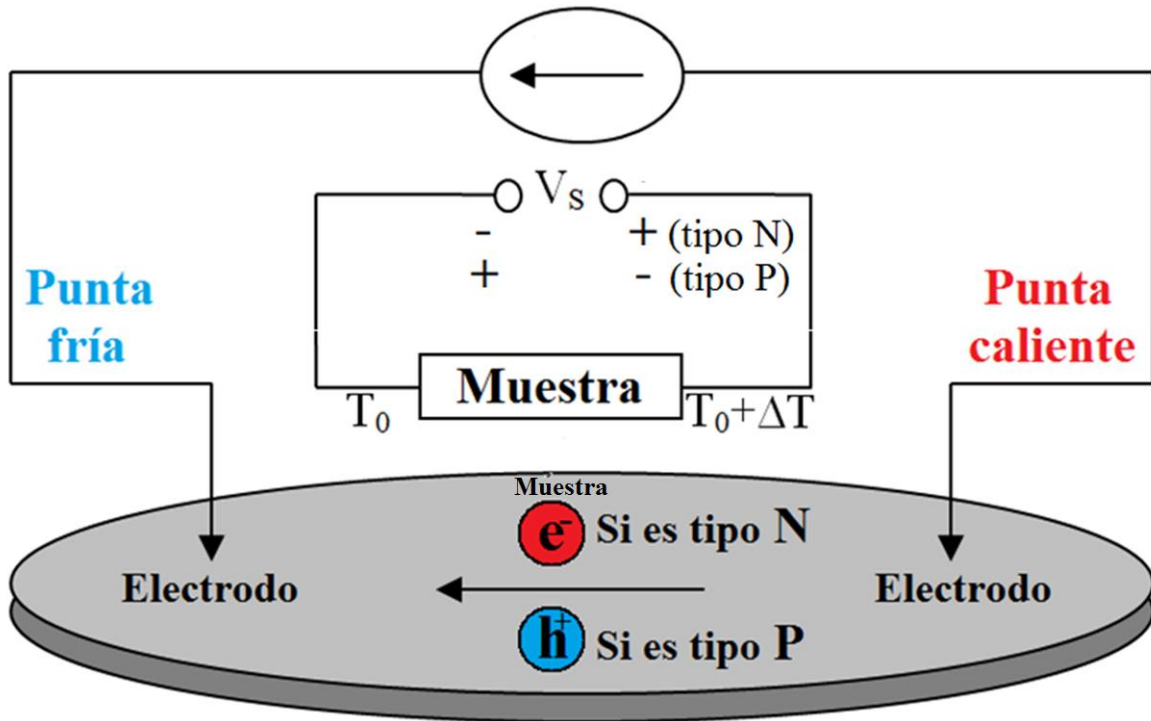 V_S
- + (tipo N)
+ - (tipo P)
Punta
fría
Punta
caliente
Muestra
T₀ T₀+ΔT
Muestra
e⁻ Si es tipo N
Electrodo Electrodo
h⁺ Si es tipo P